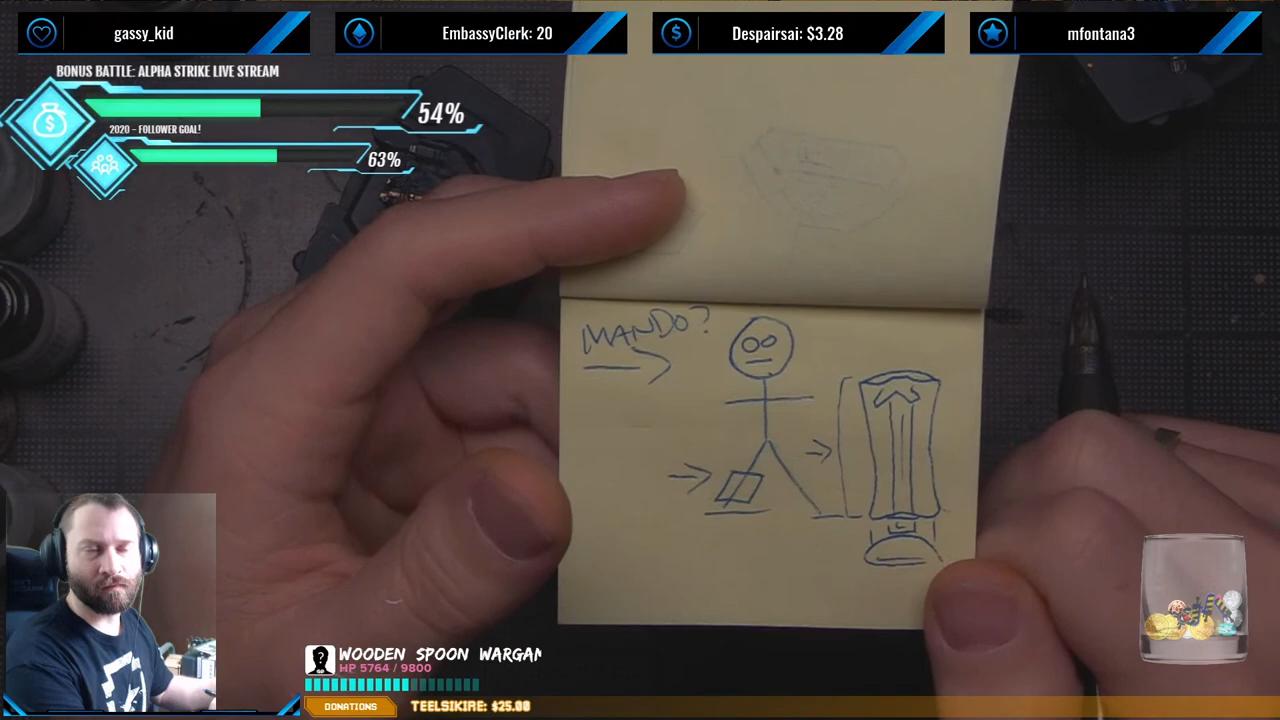 gassy_kid
EmbassyClerk: 20
Despairsai: $3.28
mfontana3
BONUS BATTLE: ALPHA STRIKE LIVE STREAM
54%
2020 - FOLLOWER GOAL!
63%
MANDO?
WOODEN SPOON WARGAM
HP 5764 / 9800
DONATIONS
TEELSIKIRE: $25.00